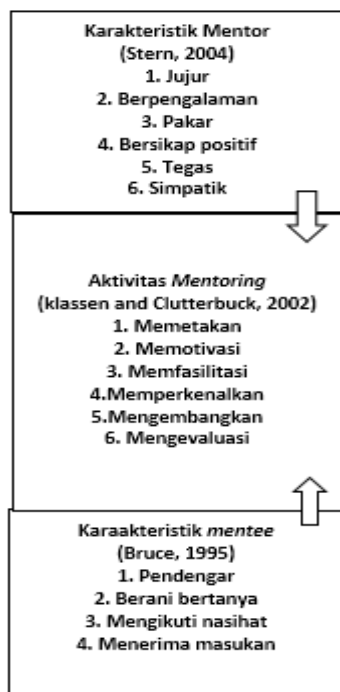 Karakteristik Mentor
(Stern, 2004)
1. Jujur
2. Berpengalaman
3. Pakar
4. Bersikap positif
5. Tegas
6. Simpatik
Aktivitas Mentoring
(klassen and Clutterbuck, 2002)
1. Memetakan
2. Memotivasi
3. Memfasilitasi
4.Memperkenalkan
5.Mengembangkan
6. Mengevaluasi
Karaakteristik mentee
(Bruce, 1995)
1. Pendengar
2. Berani bertanya
3. Mengikuti nasihat
4. Menerima masukan